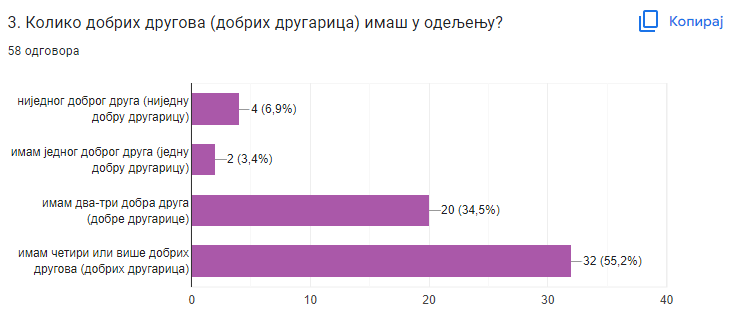 3. Колико добрих другова (добрих другарица) имаш у одељењу?
Копирај
58 одговора
ниједног доброг друга (ниједну
добру другарицу)
4 (6,9%)
имам једног доброг друга (једну
добру другарицу)
2 (3,4%)
имам два-три добра друга
(добре другарице)
20 (34,5%)
имам четири или више добрих
другова (добрих другарица)
32 (55,2%)
0 10 20 30 40